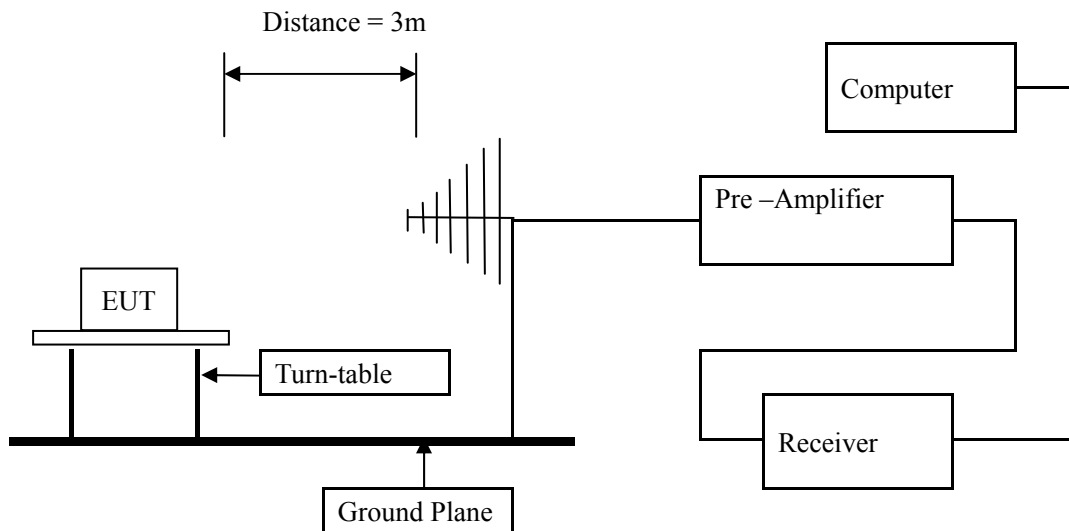 Distance = 3m
Computer
Pre –Amplifier
EUT
Turn-table
Receiver
Ground Plane